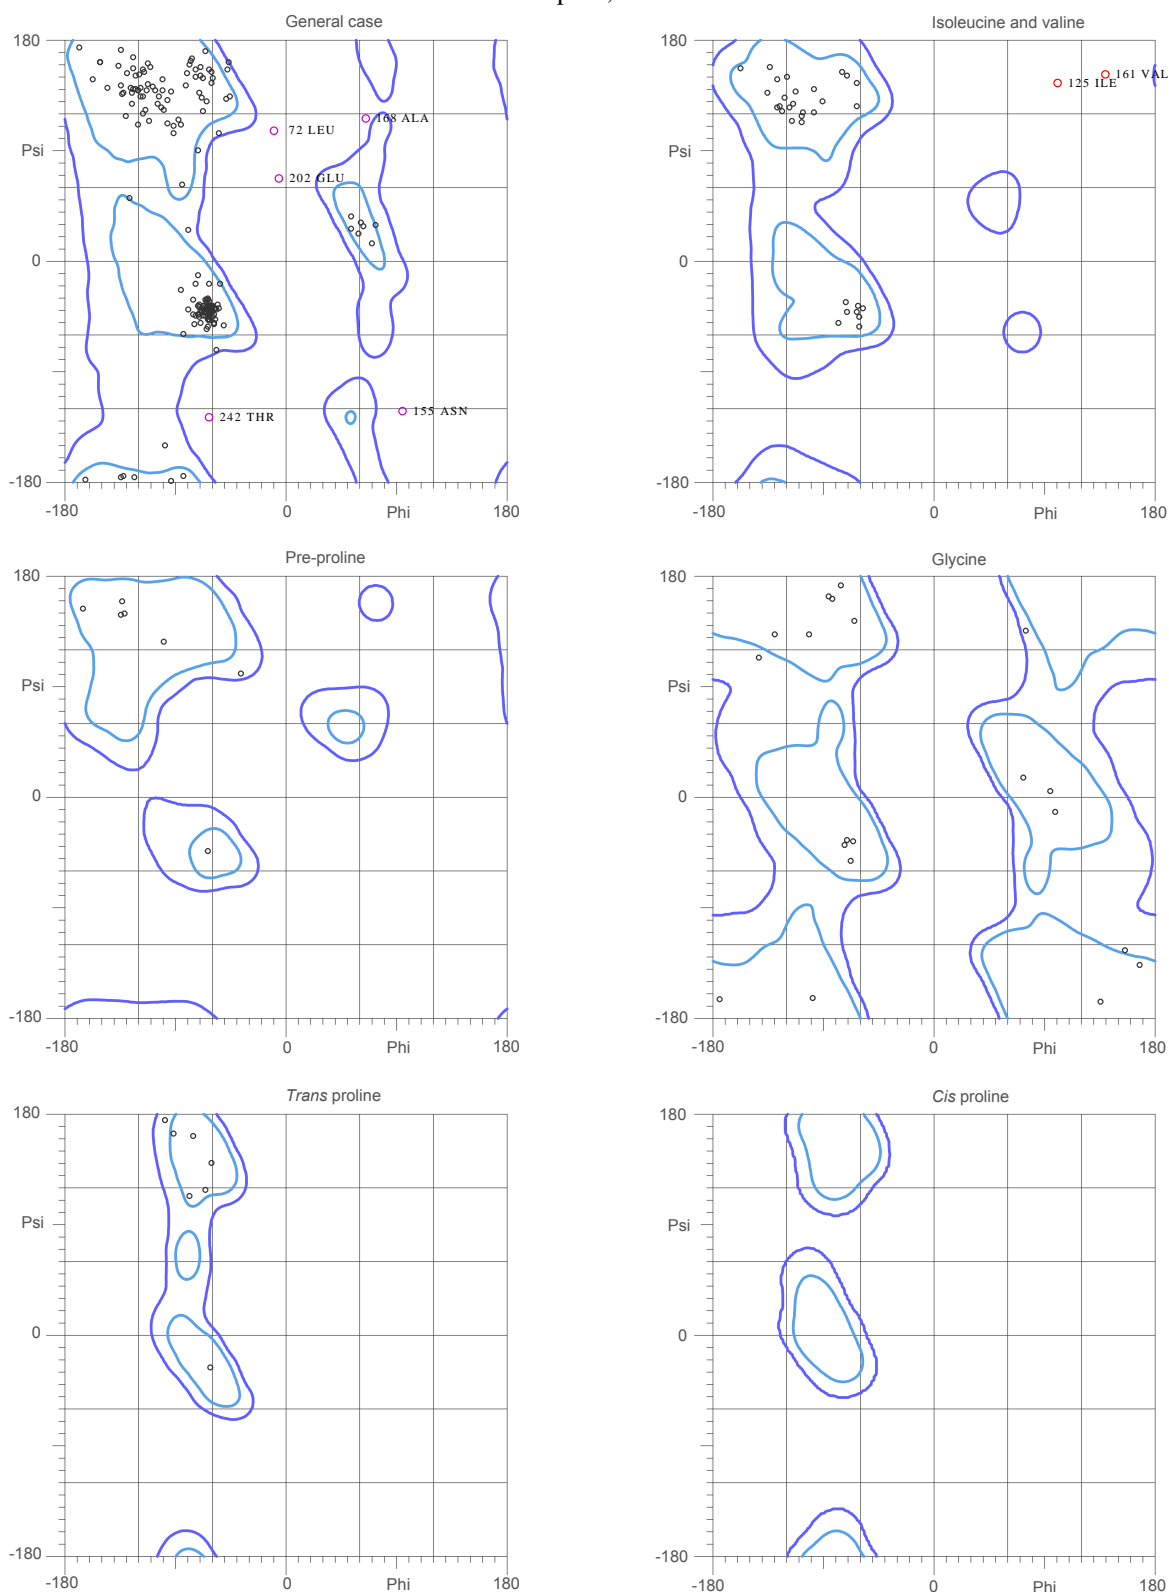 General case
Isoleucine and valine
180
Psi
0
-180
-180
0
Phi
180
72 LEU
168 ALA
202 GLU
242 THR
155 ASN
180
Psi
0
-180
-180
0
Phi
180
125 ILE
161 VAL
Pre-proline
Glycine
180
Psi
0
-180
-180
0
Phi
180
180
Psi
0
-180
-180
0
Phi
180
Trans proline
Cis proline
180
Psi
0
-180
-180
0
Phi
180
180
Psi
0
-180
-180
0
Phi
180